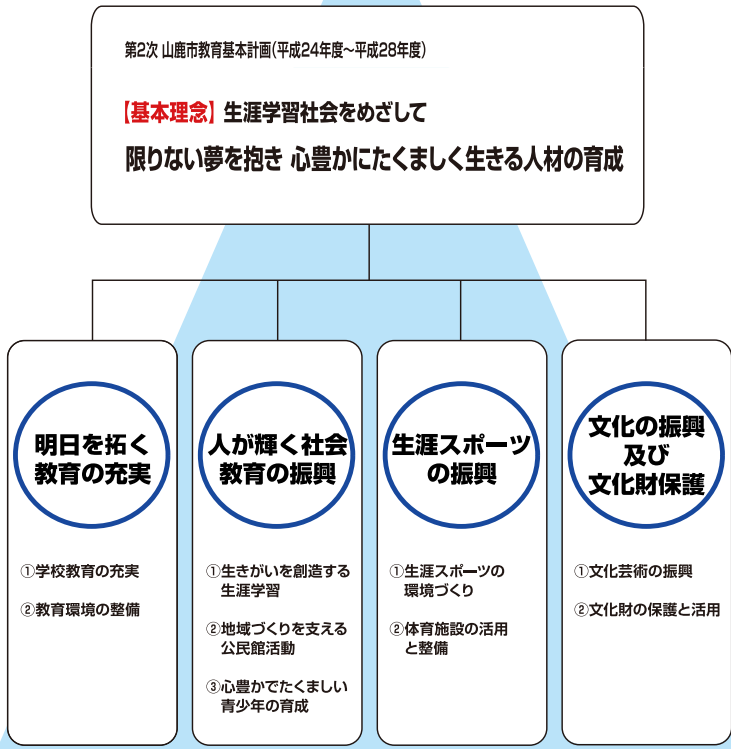 第2次 山鹿市教育基本計画(平成24年度～平成28年度)
【基本理念】 生涯学習社会をめざして
限りない夢を抱き 心豊かにたくましく生きる人材の育成
明日を拓く
教育の充実
①学校教育の充実
②教育環境の整備
人が輝く社会
教育の振興
①生きがいを創造する
生涯学習
②地域づくりを支える
公民館活動
③心豊かでたくましい
青少年の育成
生涯スポーツ
の振興
①生涯スポーツの
環境づくり
②体育施設の活用
と整備
文化の振興
及び
文化財保護
①文化芸術の振興
②文化財の保護と活用